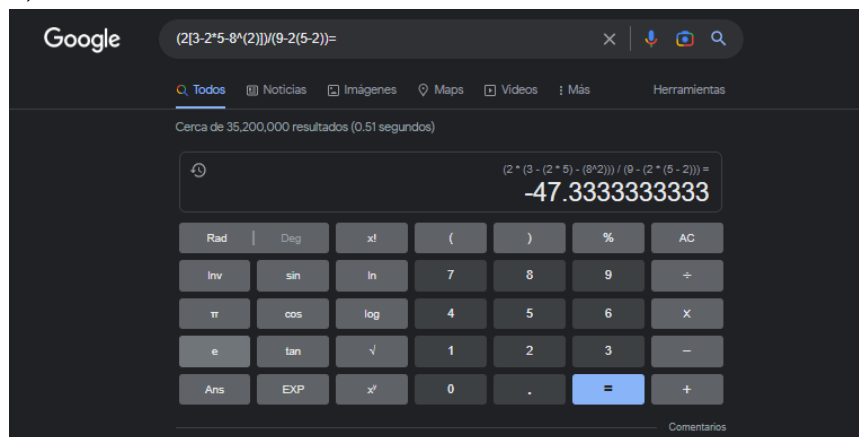 Google (2[3-2*5-8^(2)])/(9-2(5-2))=
Todos Noticias Imágenes Maps Videos Más Herramientas
Cerca de 35,200,000 resultados (0.51 segundos)
(2 * (3 - (2 * 5) - (8^2))) / (9 - (2 * (5 - 2))) =
-47.3333333333
Rad | Deg x! ( ) % AC
Inv sin ln 7 8 9 ÷
π cos log 4 5 6 ×
e tan √ 1 2 3 −
Ans EXP xʸ 0 . = +
Comentarios